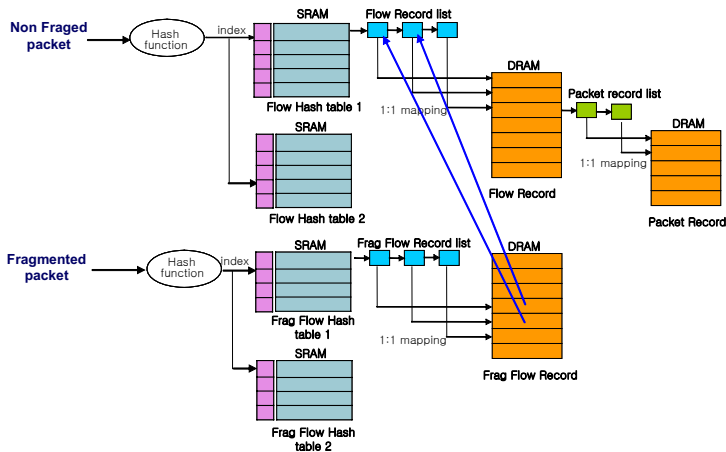 Non Fraged
packet
Hash
function
index
SRAM
Flow Hash table 1
Flow Record list
1:1 mapping
DRAM
Flow Record
Packet record list
1:1 mapping
DRAM
Packet Record
SRAM
Flow Hash table 2
Fragmented
packet
Hash
function
index
SRAM
Frag Flow Hash
table 1
Frag Flow Record list
1:1 mapping
DRAM
Frag Flow Record
SRAM
Frag Flow Hash
table 2